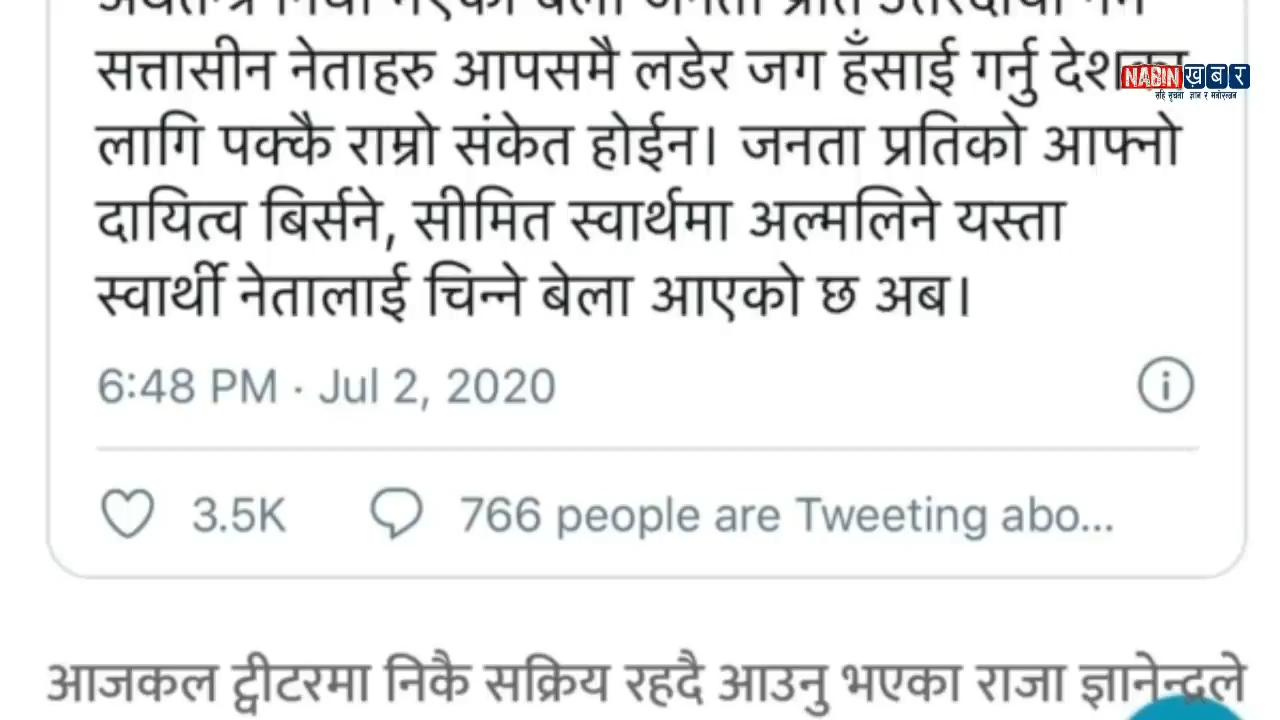 सत्तासीन नेताहरु आपसमै लडेर जग हँसाई गर्नु
NABIN ख़बर
लागि पक्कै राम्रो संकेत होईन। जनता प्रतिको आफ्नो
दायित्व बिर्सने, सीमित स्वार्थमा अल्मलिने यस्ता
स्वार्थी नेतालाई चिन्ने बेला आएको छ अब।
6:48 PM · Jul 2, 2020
3.5K 766 people are Tweeting abo...
आजकल ट्वीटरमा निकै सक्रिय रहदै आउनु भएका राजा ज्ञानेन्द्रले